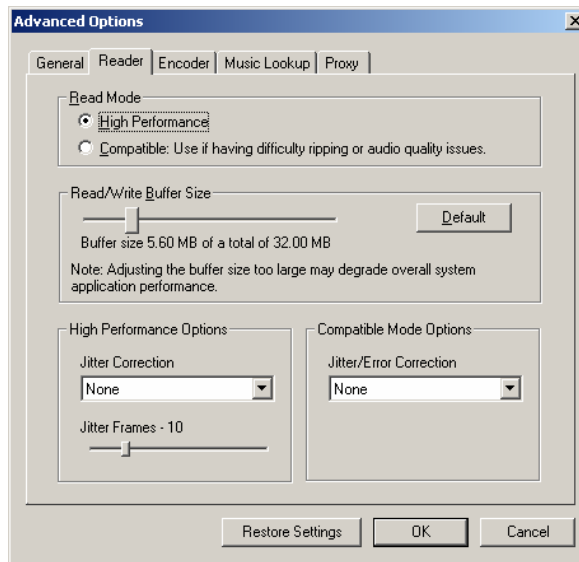 Advanced Options
General Reader Encoder Music Lookup Proxy
Read Mode
High Performance
Compatible: Use if having difficulty ripping or audio quality issues.
Read/Write Buffer Size
Default
Buffer size 5.60 MB of a total of 32.00 MB
Note: Adjusting the buffer size too large may degrade overall system
application performance.
High Performance Options
Jitter Correction
None
Jitter Frames - 10
Compatible Mode Options
Jitter/Error Correction
None
Restore Settings OK Cancel